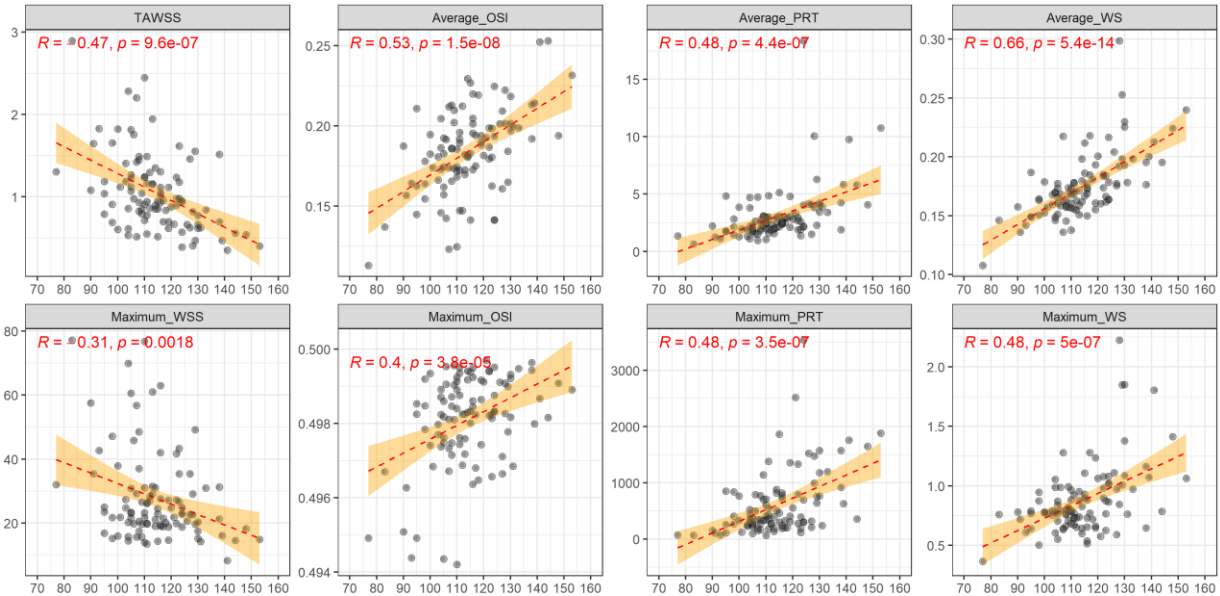 TAWSS
R = −0.47, p = 9.6e-07
3
2
1
70 80 90 100 110 120 130 140 150 160
Average_OSI
R = 0.53, p = 1.5e-08
0.25
0.20
0.15
70 80 90 100 110 120 130 140 150 160
Average_PRT
R = 0.48, p = 4.4e-07
15
10
5
0
70 80 90 100 110 120 130 140 150 160
Average_WS
R = 0.66, p = 5.4e-14
0.30
0.25
0.20
0.15
0.10
70 80 90 100 110 120 130 140 150 160
Maximum_WSS
R = −0.31, p = 0.0018
80
60
40
20
70 80 90 100 110 120 130 140 150 160
Maximum_OSI
R = 0.4, p = 3.8e-05
0.500
0.498
0.496
0.494
70 80 90 100 110 120 130 140 150 160
Maximum_PRT
R = 0.48, p = 3.5e-07
3000
2000
1000
0
70 80 90 100 110 120 130 140 150 160
Maximum_WS
R = 0.48, p = 5e-07
2.0
1.5
1.0
0.5
70 80 90 100 110 120 130 140 150 160